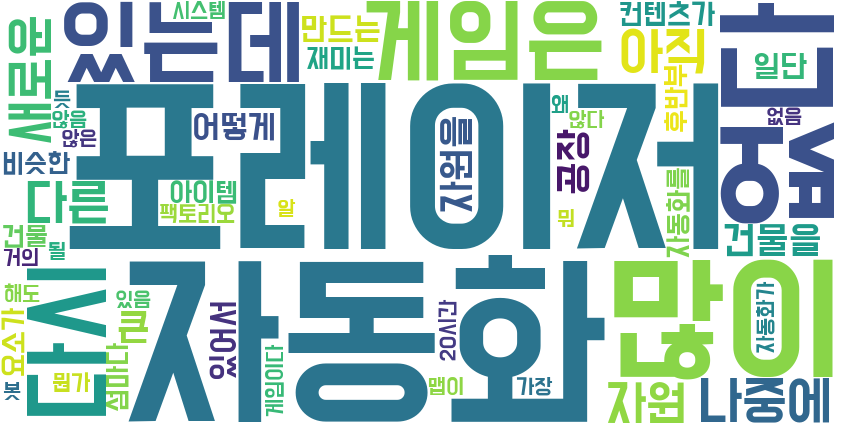 시스템
있는데
만드는
재미는
게임은
컨텐츠가
아직
일단
새로운
듯
않음
않은
비슷한
어떻게
포레이저
자원을
왜
않다
공장
후반부
없음
다른
아이템
팩토리오
알
뭐
자동화를
건물을
건물
될
거의
해도
시간
자동화
있음
큰
있어서
20시간
많이
자동화가
요소가
봇
뭔가
섬마다
게임이다
맵이
가장
자원
나중에